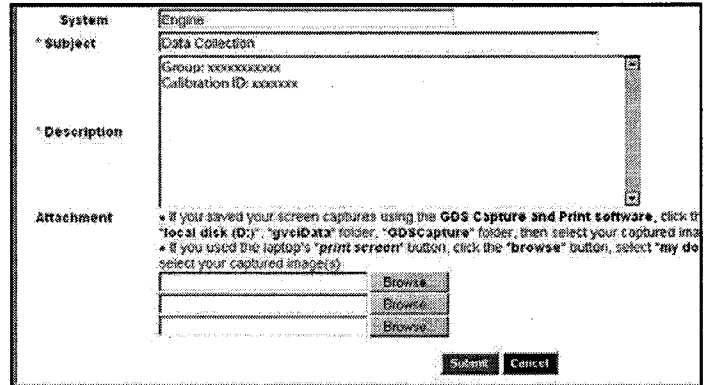 System Engine
* Subject Data Collection
Group: xxxxxxxxxx
Calibration ID: xxxxxxx
* Description
Attachment
• If you saved your screen captures using the GDS Capture and Print software, click th
"local disk (D:)", "gvciData" folder, "GDSCapture" folder, then select your captured ima
• If you used the laptop's "print screen" button, click the "browse" button, select "my do
select your captured image(s)
Browse...
Browse...
Browse...
Submit Cancel